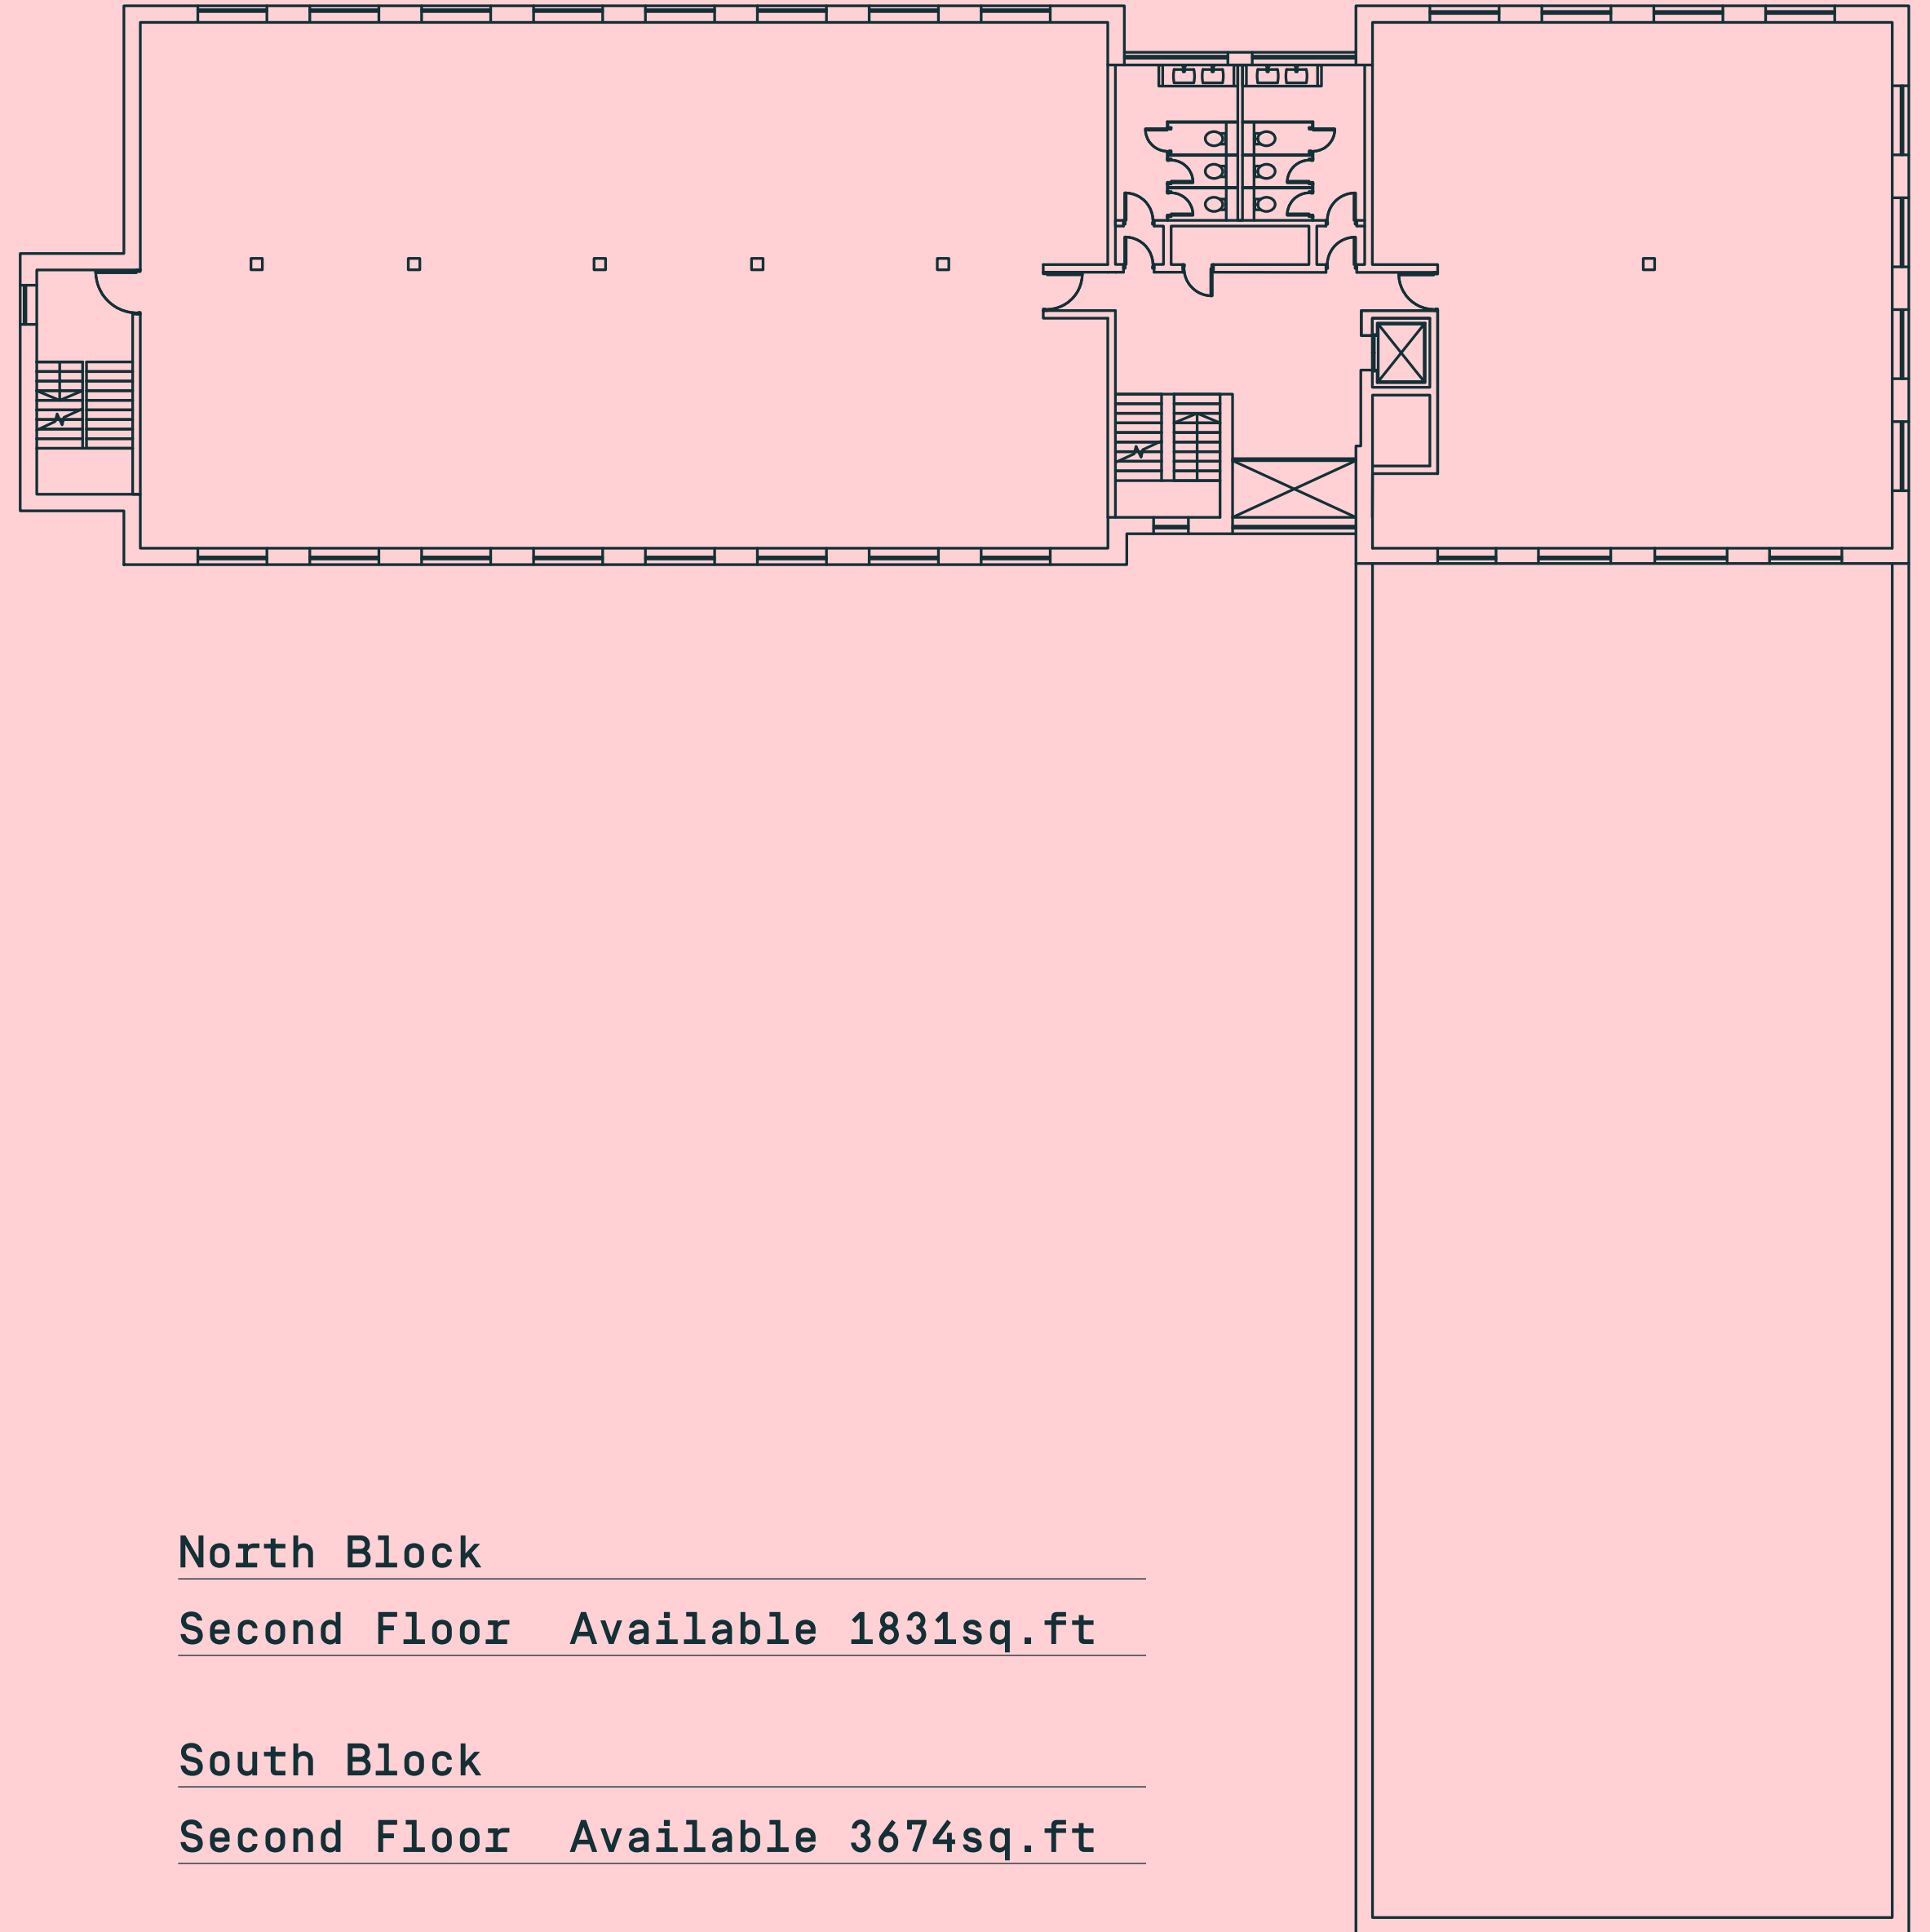 North Block
Second Floor Available 1831sq.ft
South Block
Second Floor Available 3674sq.ft